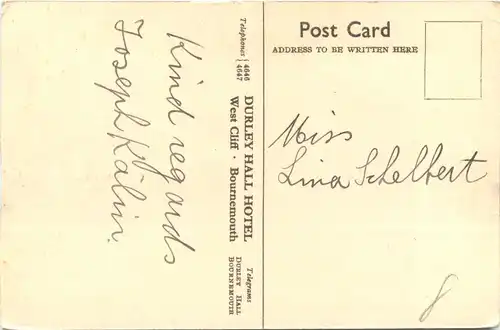 Kind regards
Joseph Kälin.
Telephones { 4646
4647
DURLEY HALL HOTEL
West Cliff · Bournemouth
Telegrams
DURLEY HALL
BOURNEMOUTH
Post Card
ADDRESS TO BE WRITTEN HERE
Miss
Lina Schelbert